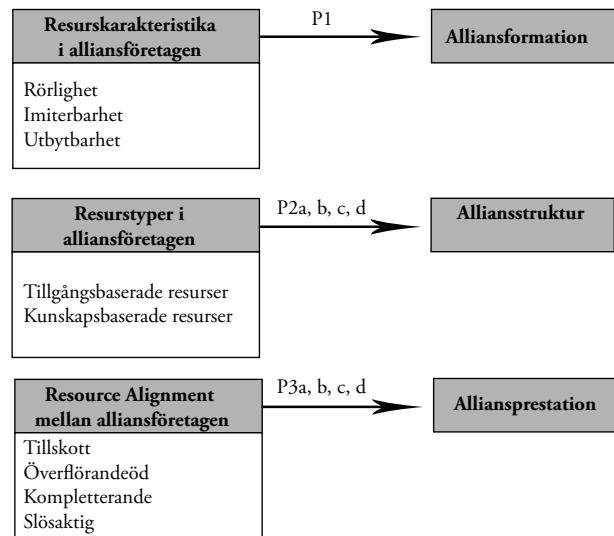 Resurskarakteristika
i alliansföretagen
P1
Alliansformation
Rörlighet
Imiterbarhet
Utbytbarhet
Resurstyper i
alliansföretagen
P2a, b, c, d
Alliansstruktur
Tillgångsbaserade resurser
Kunskapsbaserade resurser
Resource Alignment
mellan alliansföretagen
P3a, b, c, d
Alliansprestation
Tillskott
Överflörandeöd
Kompletterande
Slösaktig